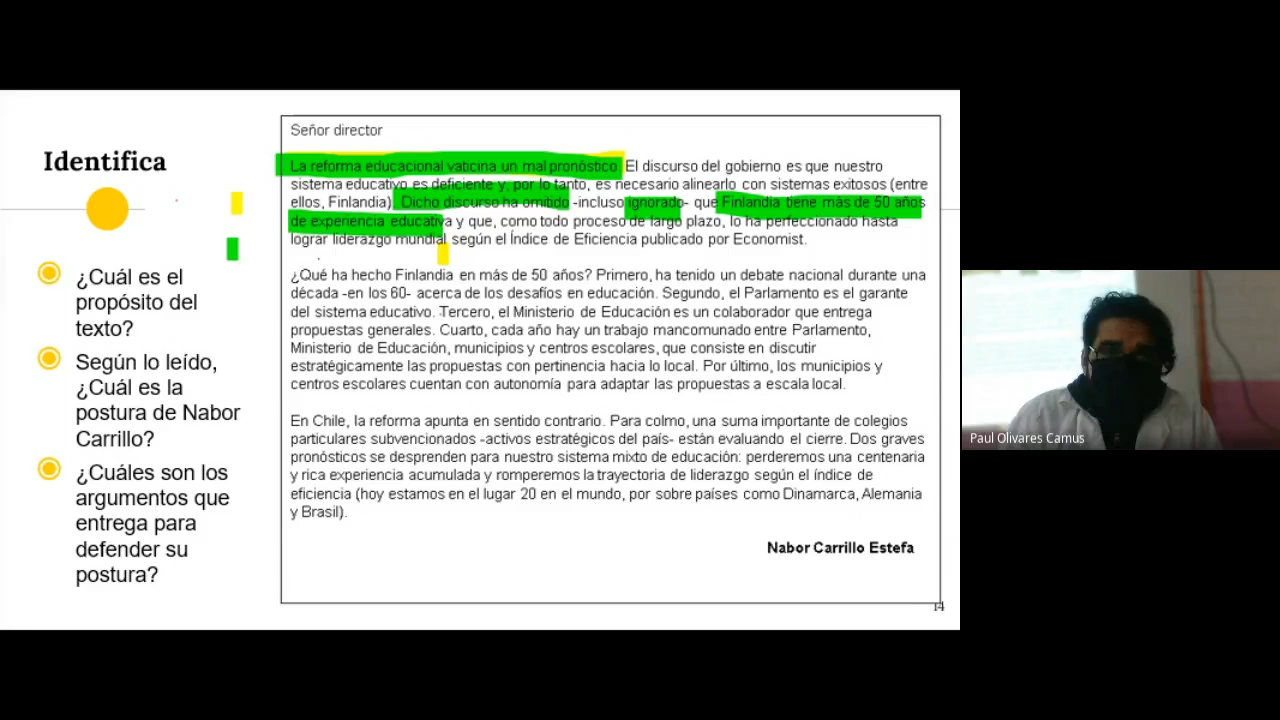 Identifica
¿Cuál es el
propósito del
texto?
Según lo leído,
¿Cuál es la
postura de Nabor
Carrillo?
¿Cuáles son los
argumentos que
entrega para
defender su
postura?
Señor director
La reforma educacional vaticina un mal pronóstico. El discurso del gobierno es que nuestro
sistema educativo es deficiente y, por lo tanto, es necesario alinearlo con sistemas exitosos (entre
ellos, Finlandia). Dicho discurso ha omitido -incluso ignorado- que Finlandia tiene más de 50 años
de experiencia educativa y que, como todo proceso de largo plazo, lo ha perfeccionado hasta
lograr liderazgo mundial según el Índice de Eficiencia publicado por Economist.
¿Qué ha hecho Finlandia en más de 50 años? Primero, ha tenido un debate nacional durante una
década -en los 60- acerca de los desafíos en educación. Segundo, el Parlamento es el garante
del sistema educativo. Tercero, el Ministerio de Educación es un colaborador que entrega
propuestas generales. Cuarto, cada año hay un trabajo mancomunado entre Parlamento,
Ministerio de Educación, municipios y centros escolares, que consiste en discutir
estratégicamente las propuestas con pertinencia hacia lo local. Por último, los municipios y
centros escolares cuentan con autonomía para adaptar las propuestas a escala local.
En Chile, la reforma apunta en sentido contrario. Para colmo, una suma importante de colegios
particulares subvencionados -activos estratégicos del país- están evaluando el cierre. Dos graves
pronósticos se desprenden para nuestro sistema mixto de educación: perderemos una centenaria
y rica experiencia acumulada y romperemos la trayectoria de liderazgo según el índice de
eficiencia (hoy estamos en el lugar 20 en el mundo, por sobre países como Dinamarca, Alemania
y Brasil).
Nabor Carrillo Estefa
14
Paul Olivares Camus